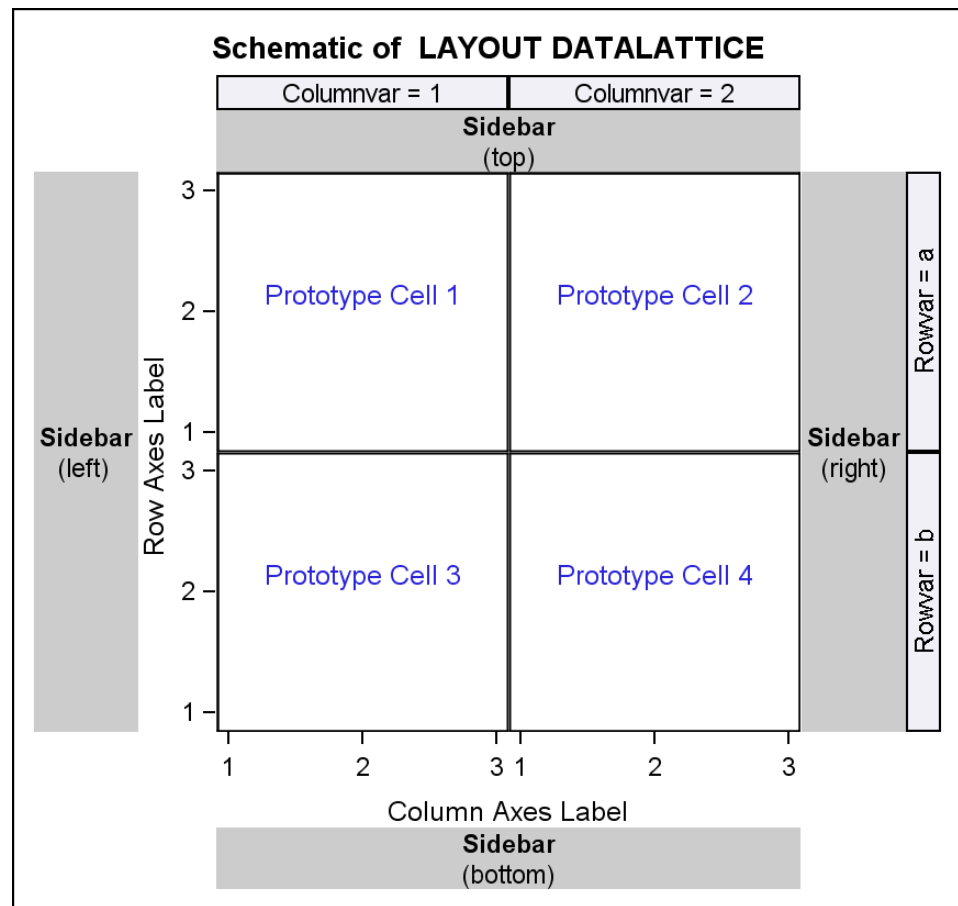 Schematic of LAYOUT DATALATTICE
Columnvar = 1
Columnvar = 2
Sidebar
(top)
Sidebar
(left)
Row Axes Label
3
2
1
3
2
1
Prototype Cell 1
Prototype Cell 2
Prototype Cell 3
Prototype Cell 4
Sidebar
(right)
Rowvar = a
Rowvar = b
1 2 3 1 2 3
Column Axes Label
Sidebar
(bottom)